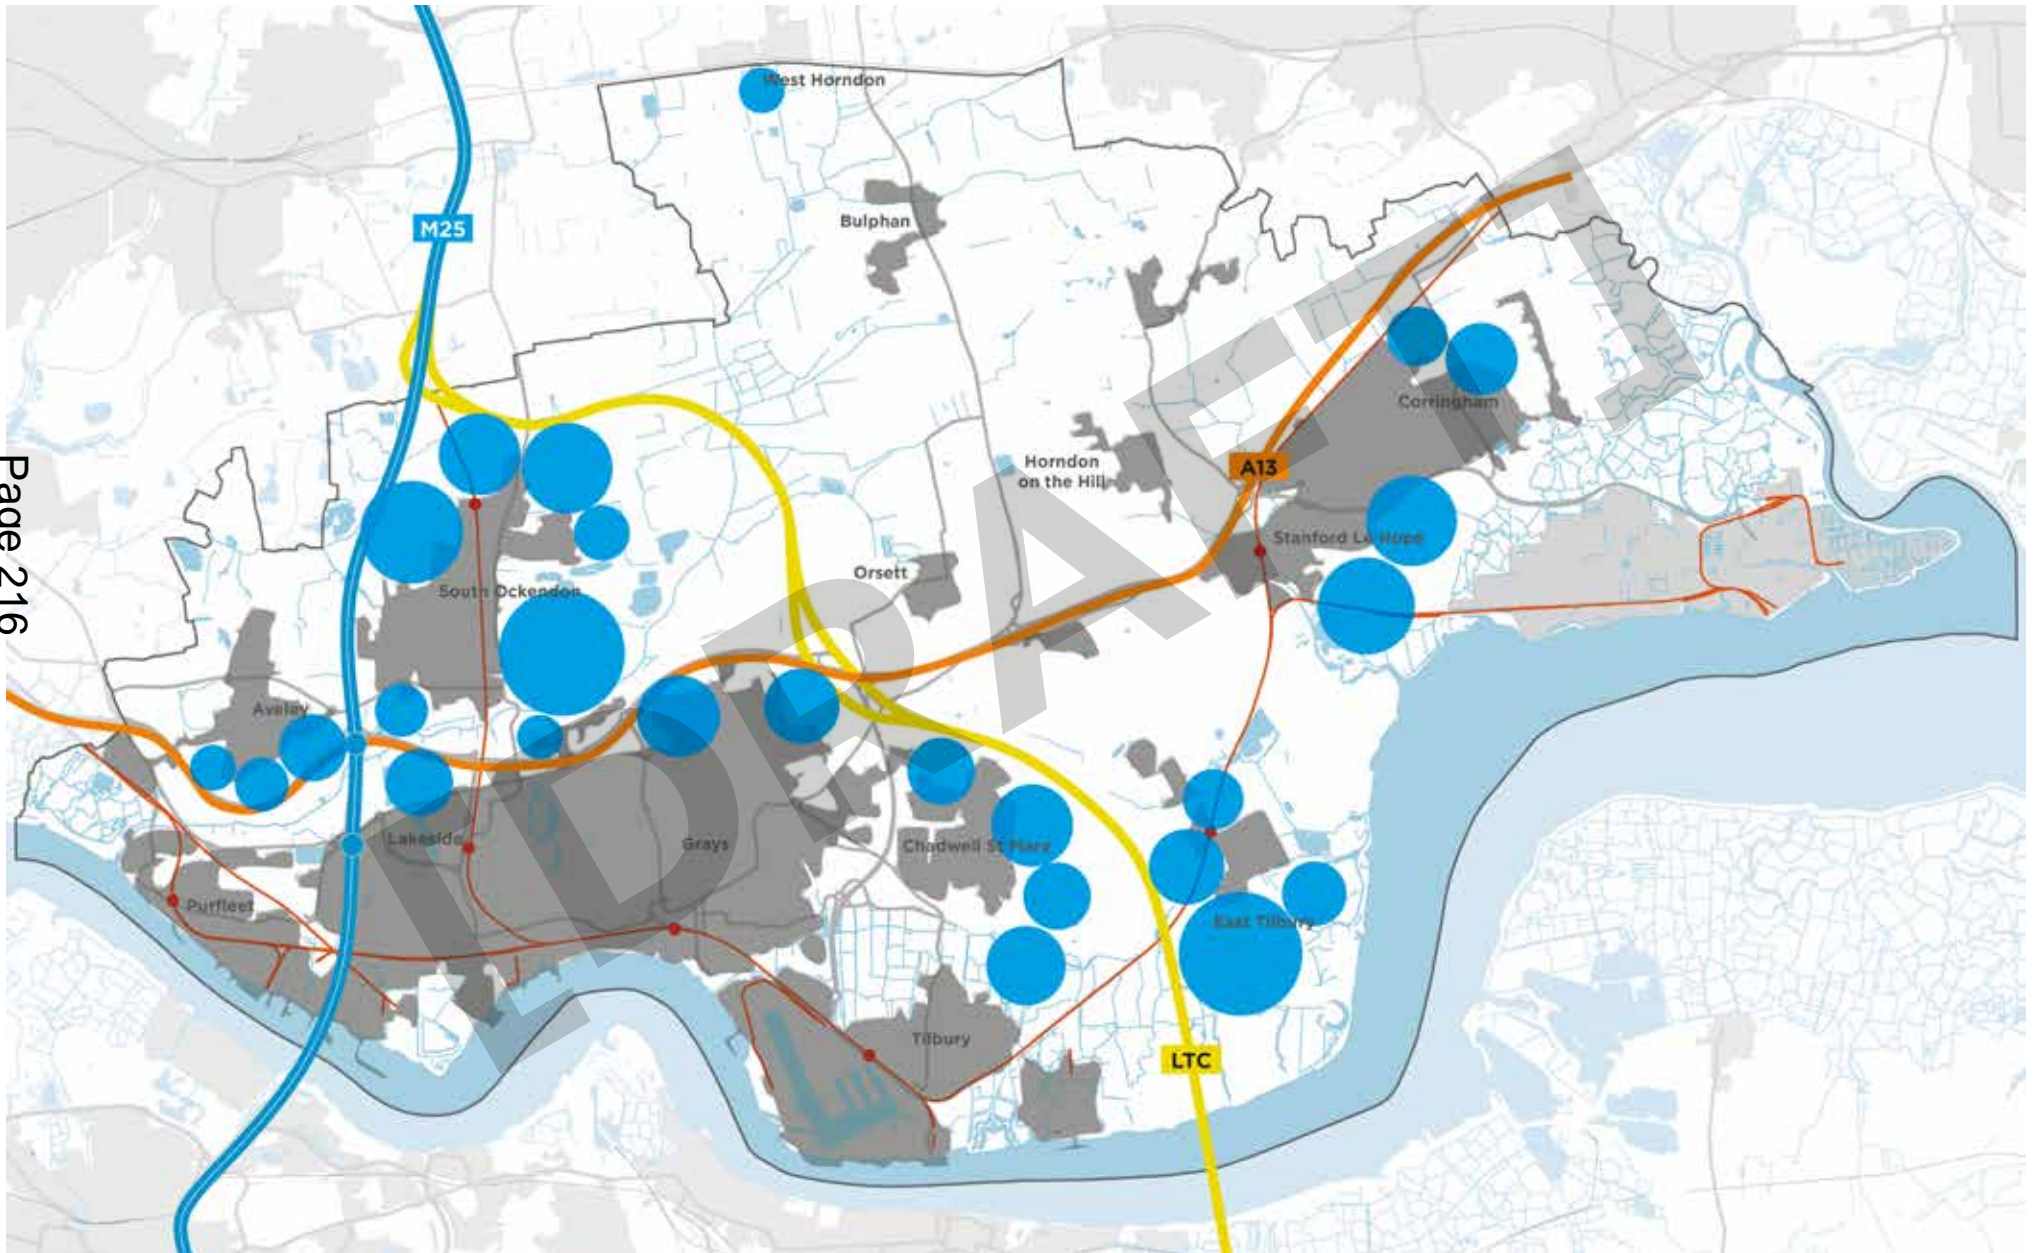 West Horndon
M25
Bulphan
Corringham
Horndon
on the Hill
A13
Stanford Le Hope
Orsett
South Ockendon
Aveley
Lakeside
Grays
Chadwell St Mary
Purfleet
East Tilbury
Tilbury
LTC
[DRAFT]
Page 216